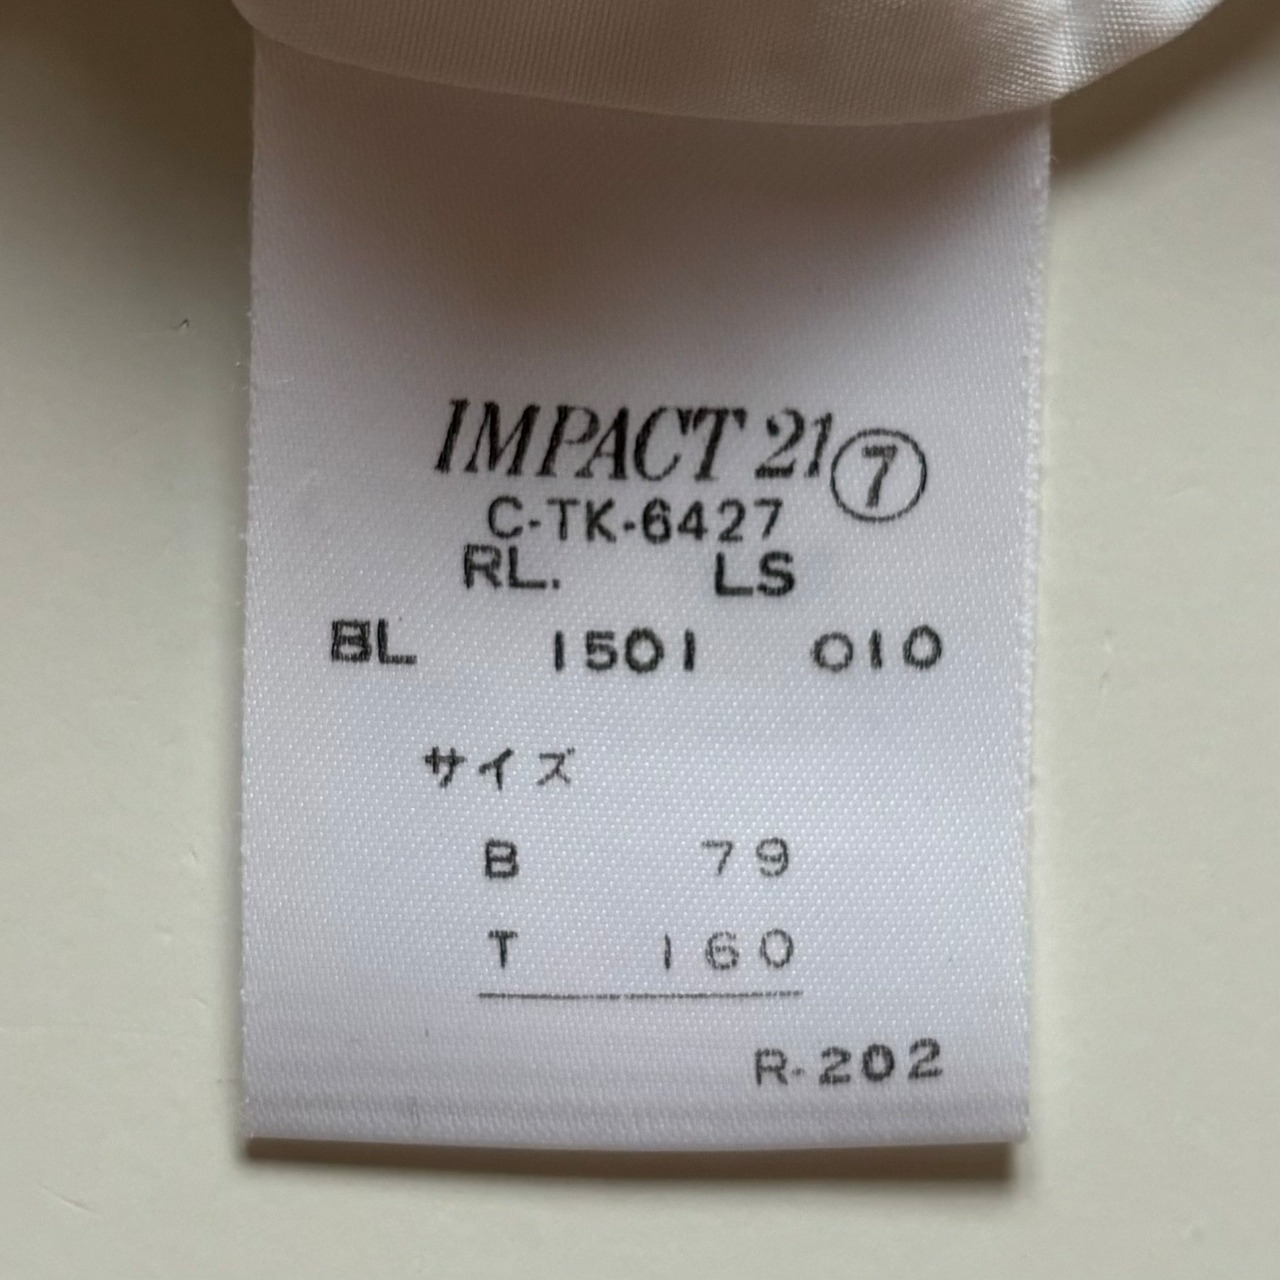 IMPACT 21 ⑦
C-TK-6427
RL. LS
BL 1501 010
サイズ
B 79
T 160
R-202